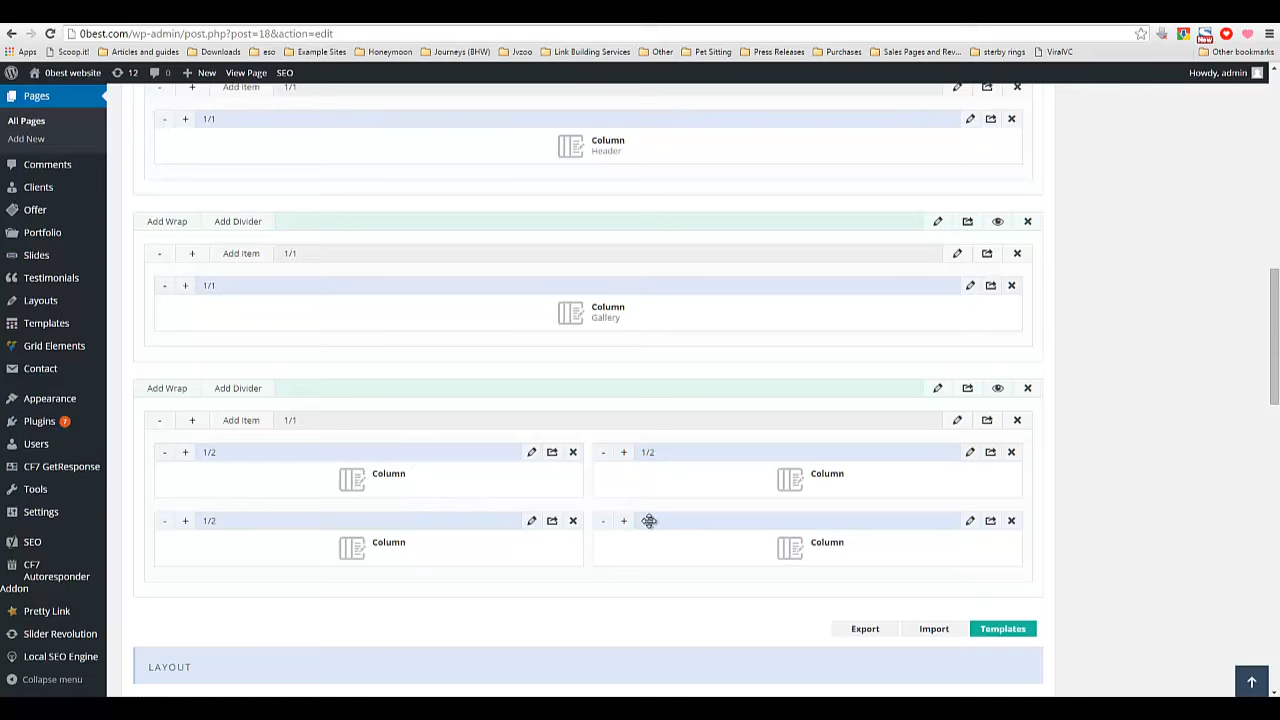 0best.com/wp-admin/post.php?post=18&action=edit
Apps Scoop.it! Articles and guides Downloads eso Example Sites Honeymoon Journeys (BHW) Jvzoo Link Building Services Other Pet Sitting Press Releases Purchases Sales Pages and Rev... sterby rings ViralVC Other bookmarks
New
0best website 12 0 New View Page SEO Howdy, admin
Pages
All Pages
Add New
Comments
Clients
Offer
Portfolio
Slides
Testimonials
Layouts
Templates
Grid Elements
Contact
Appearance
Plugins 7
Users
CF7 GetResponse
Tools
Settings
SEO
CF7
Autoresponder
Addon
Pretty Link
Slider Revolution
Local SEO Engine
Collapse menu
- + Add Item 1/1
- + 1/1
Column
Header
Add Wrap Add Divider
- + Add Item 1/1
- + 1/1
Column
Gallery
Add Wrap Add Divider
- + Add Item 1/1
- + 1/2 - + 1/2
Column Column
- + 1/2 - +
Column Column
Export Import Templates
LAYOUT